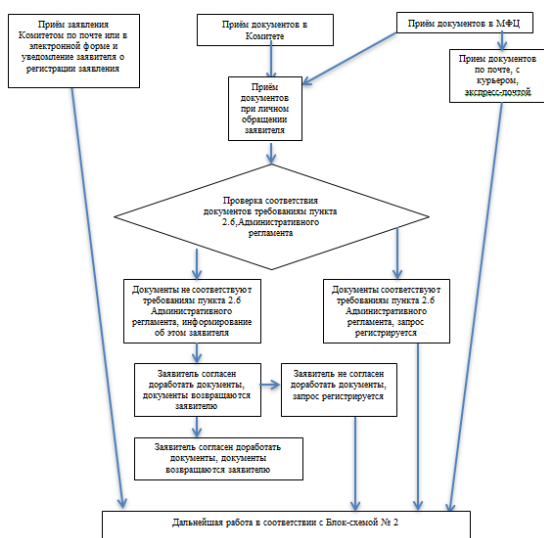 Приём заявления
Комитетом по почте или в
электронной форме и
уведомление заявителя о
регистрации заявления
Приём документов в
Комитете
Приём документов в МФЦ
Прием документов
по почте, с
курьером,
экспресс-почтой
Приём
документов
при личном
обращении
заявителя
Проверка соответствия
документов требованиям пункта
2.6,Административного
регламента
Документы не соответствуют
требованиям пункта 2.6
Административного
регламента, информирование
об этом заявителя
Документы соответствуют
требованиям пункта 2.6
Административного
регламента, запрос
регистрируется
Заявитель согласен
доработать документы,
документы возвращаются
заявителю
Заявитель не согласен
доработать документы,
запрос регистрируется
Заявитель согласен доработать
документы, документы
возвращаются заявителю
Дальнейшая работа в соответствии с Блок-схемой № 2